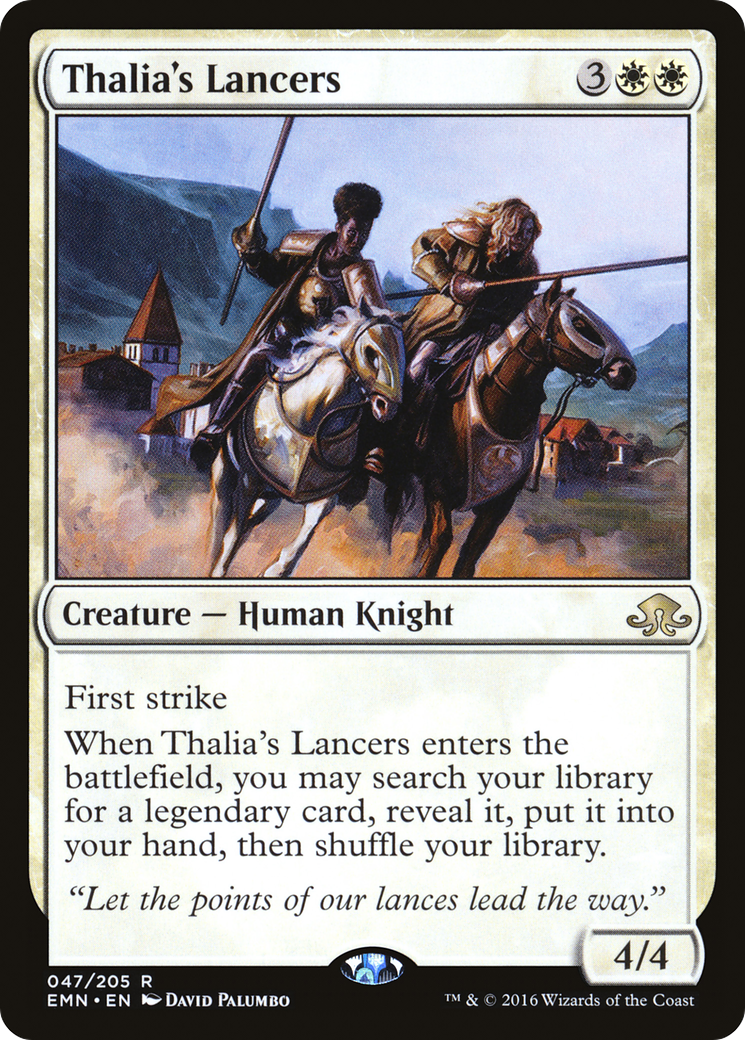 Thalia's Lancers 3
Creature — Human Knight
First strike
When Thalia's Lancers enters the
battlefield, you may search your library
for a legendary card, reveal it, put it into
your hand, then shuffle your library.
“Let the points of our lances lead the way.”
4/4
047/205 R
EMN • EN DAVID PALUMBO
™ & © 2016 Wizards of the Coast